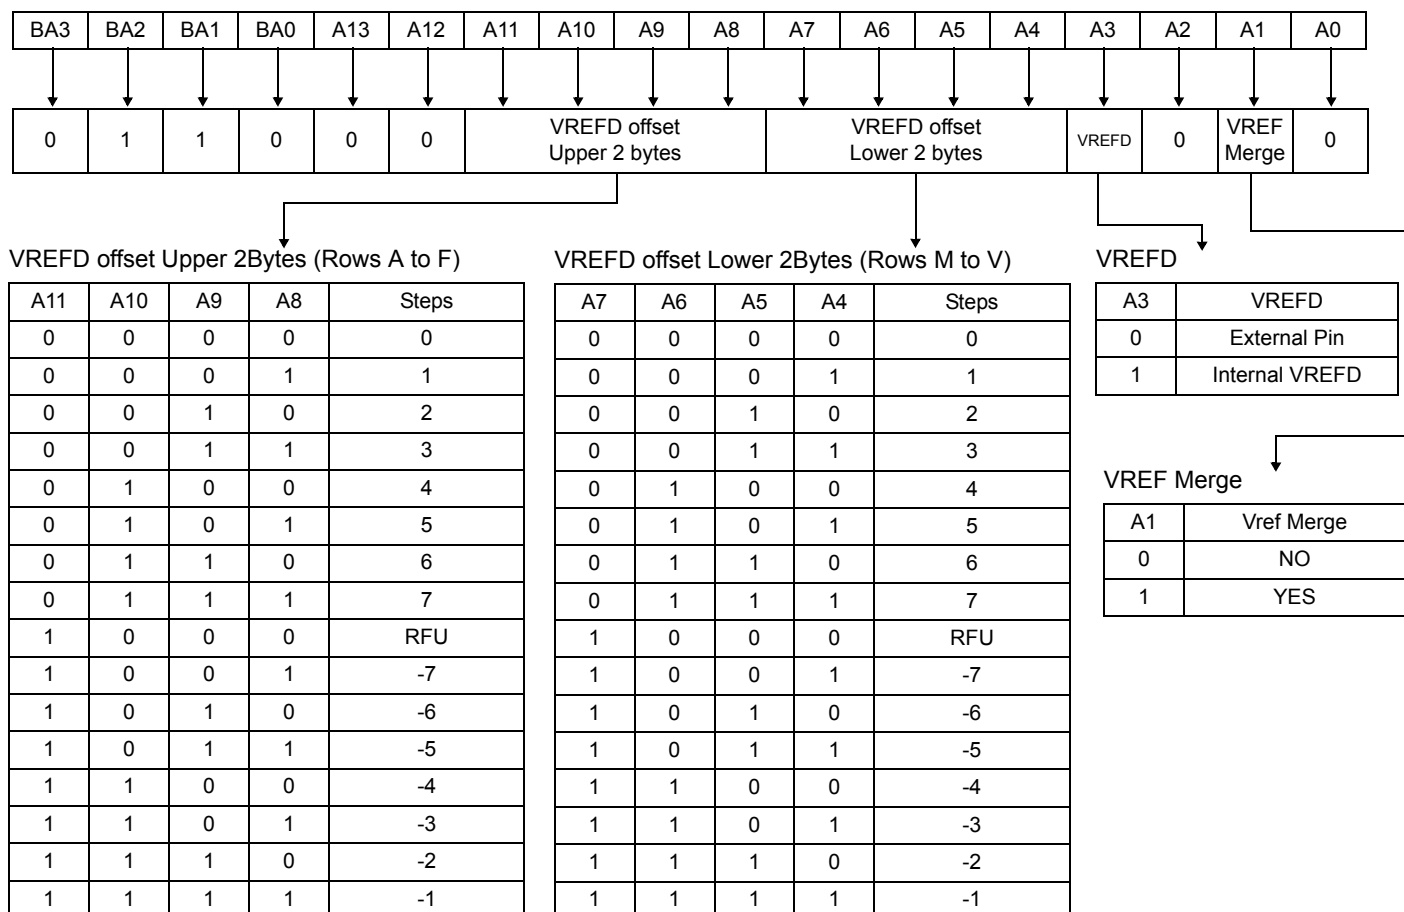 BA3 BA2 BA1 BA0 A13 A12 A11 A10 A9 A8 A7 A6 A5 A4 A3 A2 A1 A0
0 1 1 0 0 0 VREFD offset Upper 2 bytes VREFD offset Lower 2 bytes VREFD 0 VREF Merge 0
VREFD offset Upper 2Bytes (Rows A to F)
A11 A10 A9 A8 Steps
0 0 0 0 0
0 0 0 1 1
0 0 1 0 2
0 0 1 1 3
0 1 0 0 4
0 1 0 1 5
0 1 1 0 6
0 1 1 1 7
1 0 0 0 RFU
1 0 0 1 -7
1 0 1 0 -6
1 0 1 1 -5
1 1 0 0 -4
1 1 0 1 -3
1 1 1 0 -2
1 1 1 1 -1
VREFD offset Lower 2Bytes (Rows M to V)
A7 A6 A5 A4 Steps
0 0 0 0 0
0 0 0 1 1
0 0 1 0 2
0 0 1 1 3
0 1 0 0 4
0 1 0 1 5
0 1 1 0 6
0 1 1 1 7
1 0 0 0 RFU
1 0 0 1 -7
1 0 1 0 -6
1 0 1 1 -5
1 1 0 0 -4
1 1 0 1 -3
1 1 1 0 -2
1 1 1 1 -1
VREFD
A3 VREFD
0 External Pin
1 Internal VREFD
VREF Merge
A1 Vref Merge
0 NO
1 YES